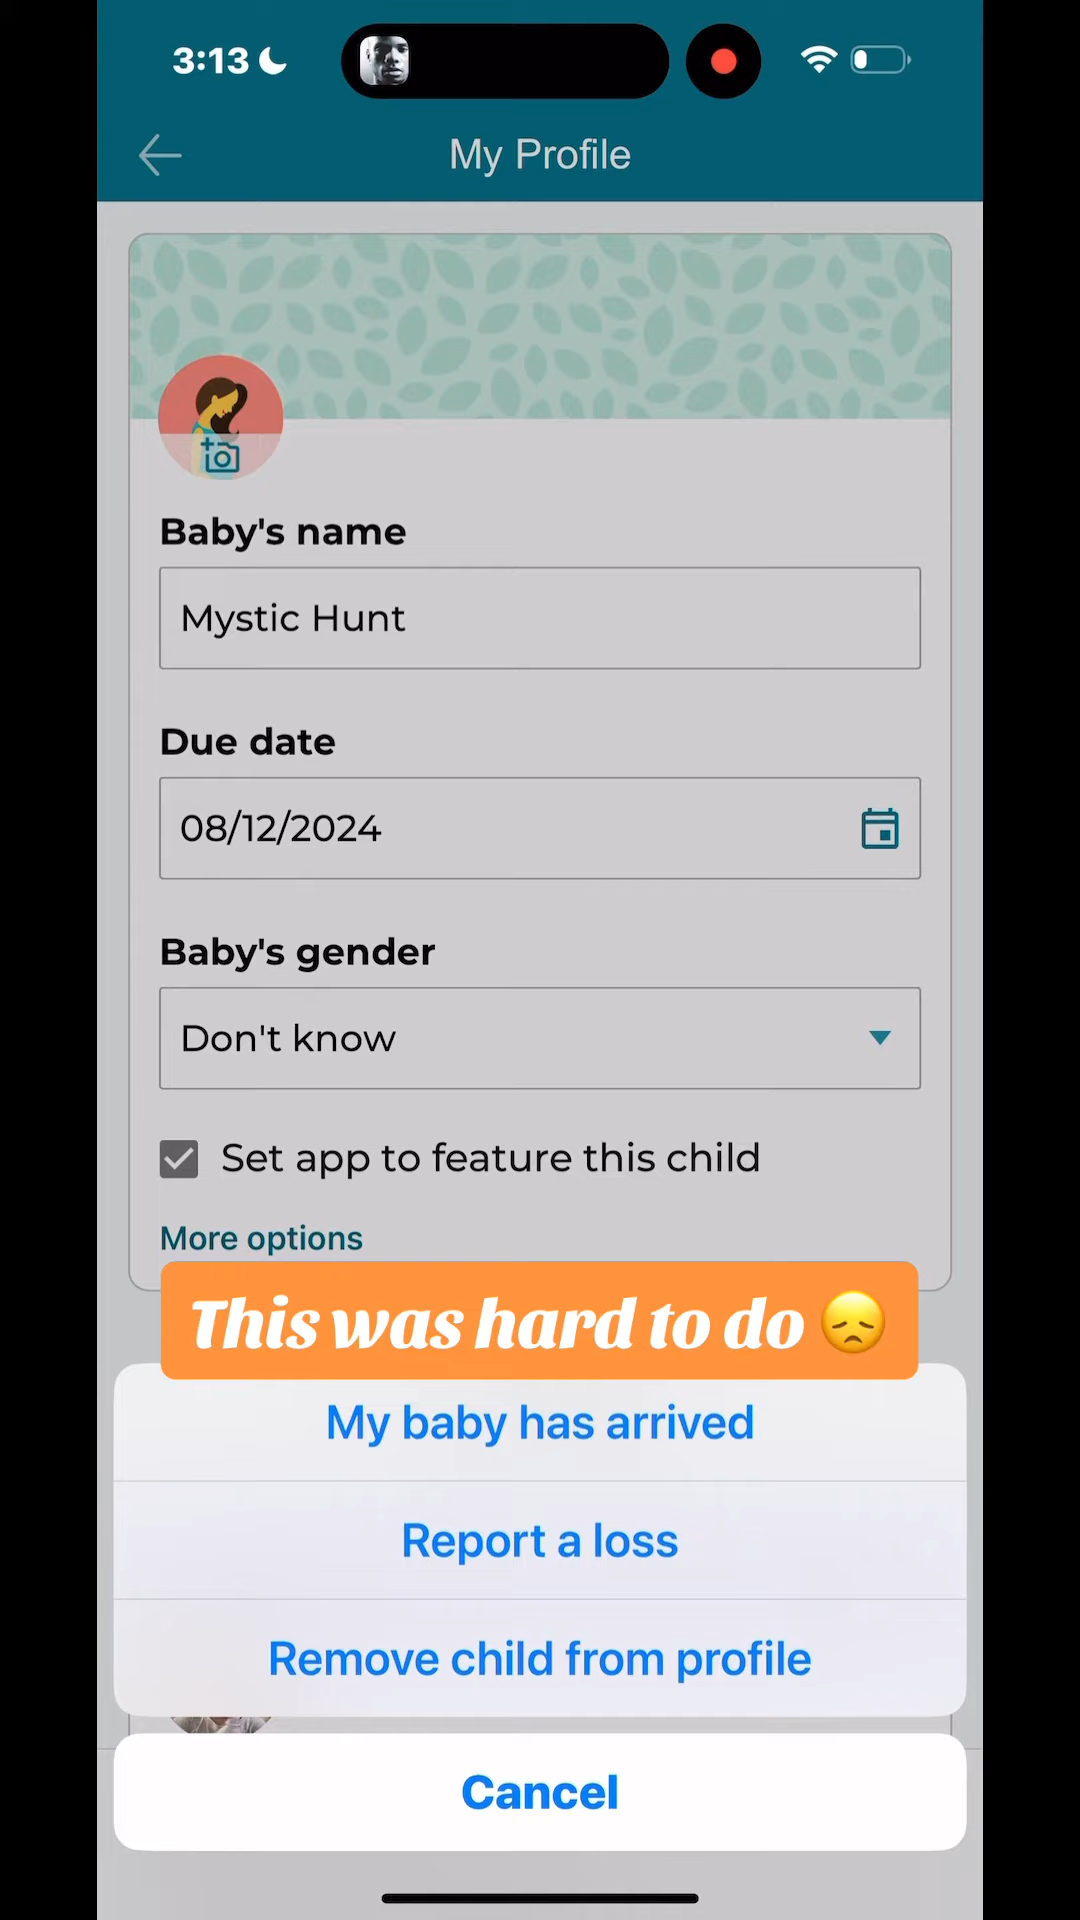 3:13
My Profile
Baby's name
Mystic Hunt
Due date
08/12/2024
Baby's gender
Don't know
Set app to feature this child
More options
This was hard to do 😞
My baby has arrived
Report a loss
Remove child from profile
Cancel